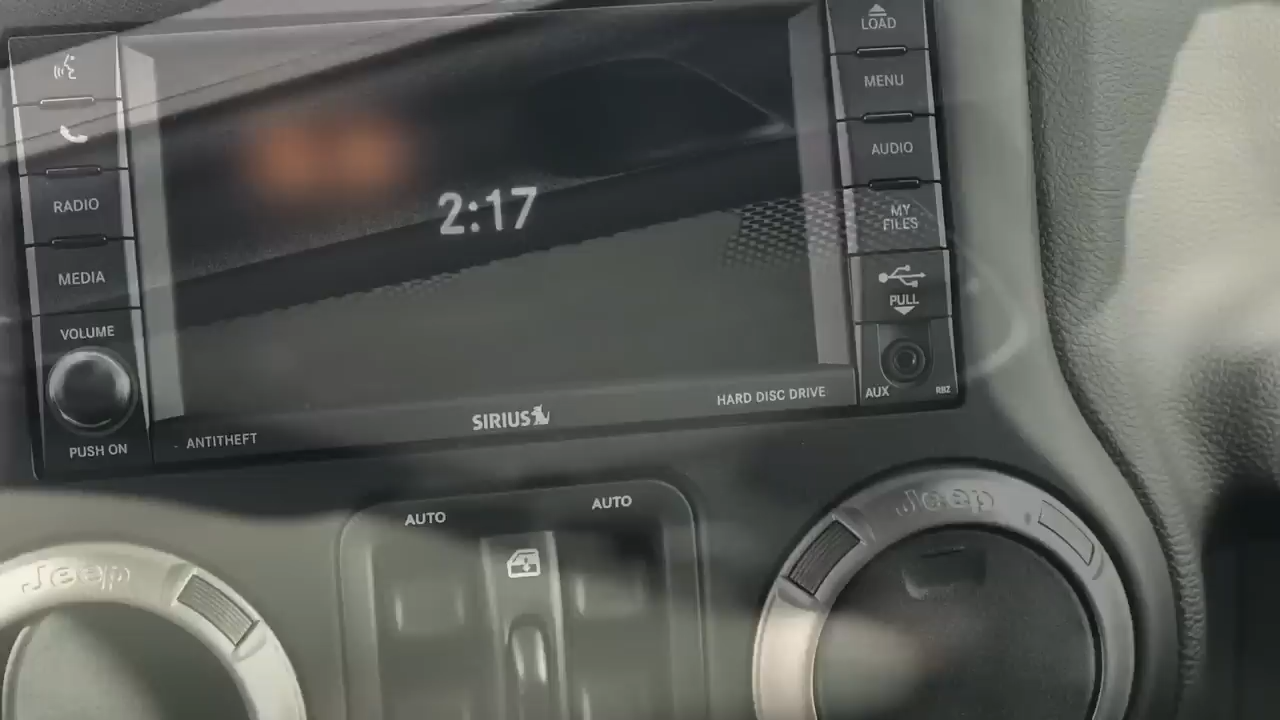 LOAD
MENU
AUDIO
MY
FILES
PULL
AUX
RBZ
RADIO
MEDIA
VOLUME
PUSH ON
2:17
ANTITHEFT
SIRIUS
HARD DISC DRIVE
AUTO
AUTO
Jeep
Jeep